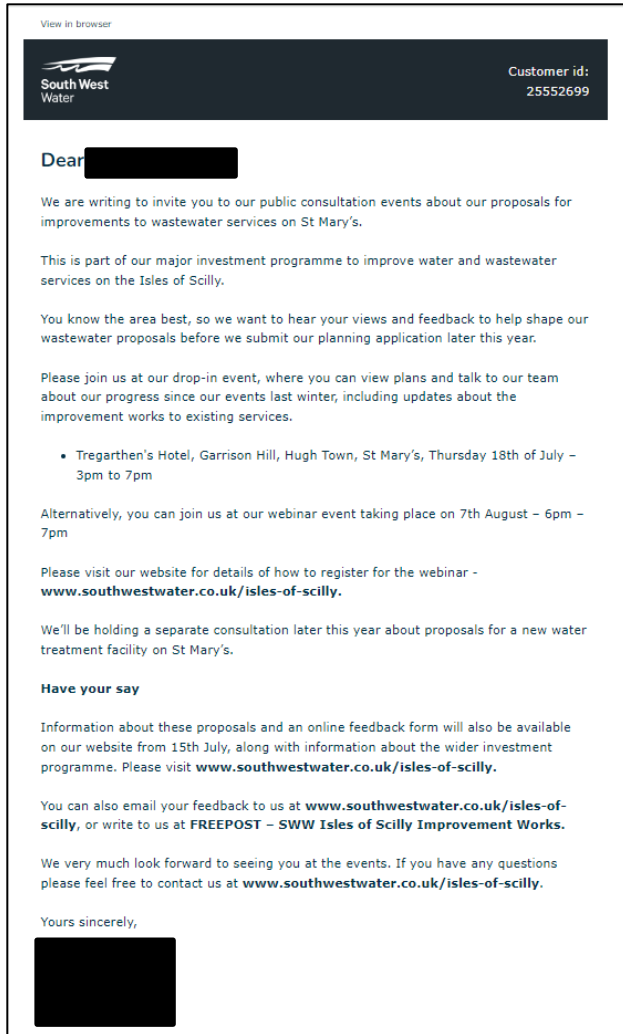 View in browser
South West
Water
Customer id:
25552699
Dear
We are writing to invite you to our public consultation events about our proposals for
improvements to wastewater services on St Mary's.
This is part of our major investment programme to improve water and wastewater
services on the Isles of Scilly.
You know the area best, so we want to hear your views and feedback to help shape our
wastewater proposals before we submit our planning application later this year.
Please join us at our drop-in event, where you can view plans and talk to our team
about our progress since our events last winter, including updates about the
improvement works to existing services.
• Tregarthen's Hotel, Garrison Hill, Hugh Town, St Mary's, Thursday 18th of July –
3pm to 7pm
Alternatively, you can join us at our webinar event taking place on 7th August – 6pm –
7pm
Please visit our website for details of how to register for the webinar -
www.southwestwater.co.uk/isles-of-scilly.
We'll be holding a separate consultation later this year about proposals for a new water
treatment facility on St Mary's.
Have your say
Information about these proposals and an online feedback form will also be available
on our website from 15th July, along with information about the wider investment
programme. Please visit www.southwestwater.co.uk/isles-of-scilly.
You can also email your feedback to us at www.southwestwater.co.uk/isles-of-
scilly, or write to us at FREEPOST – SWW Isles of Scilly Improvement Works.
We very much look forward to seeing you at the events. If you have any questions
please feel free to contact us at www.southwestwater.co.uk/isles-of-scilly.
Yours sincerely,